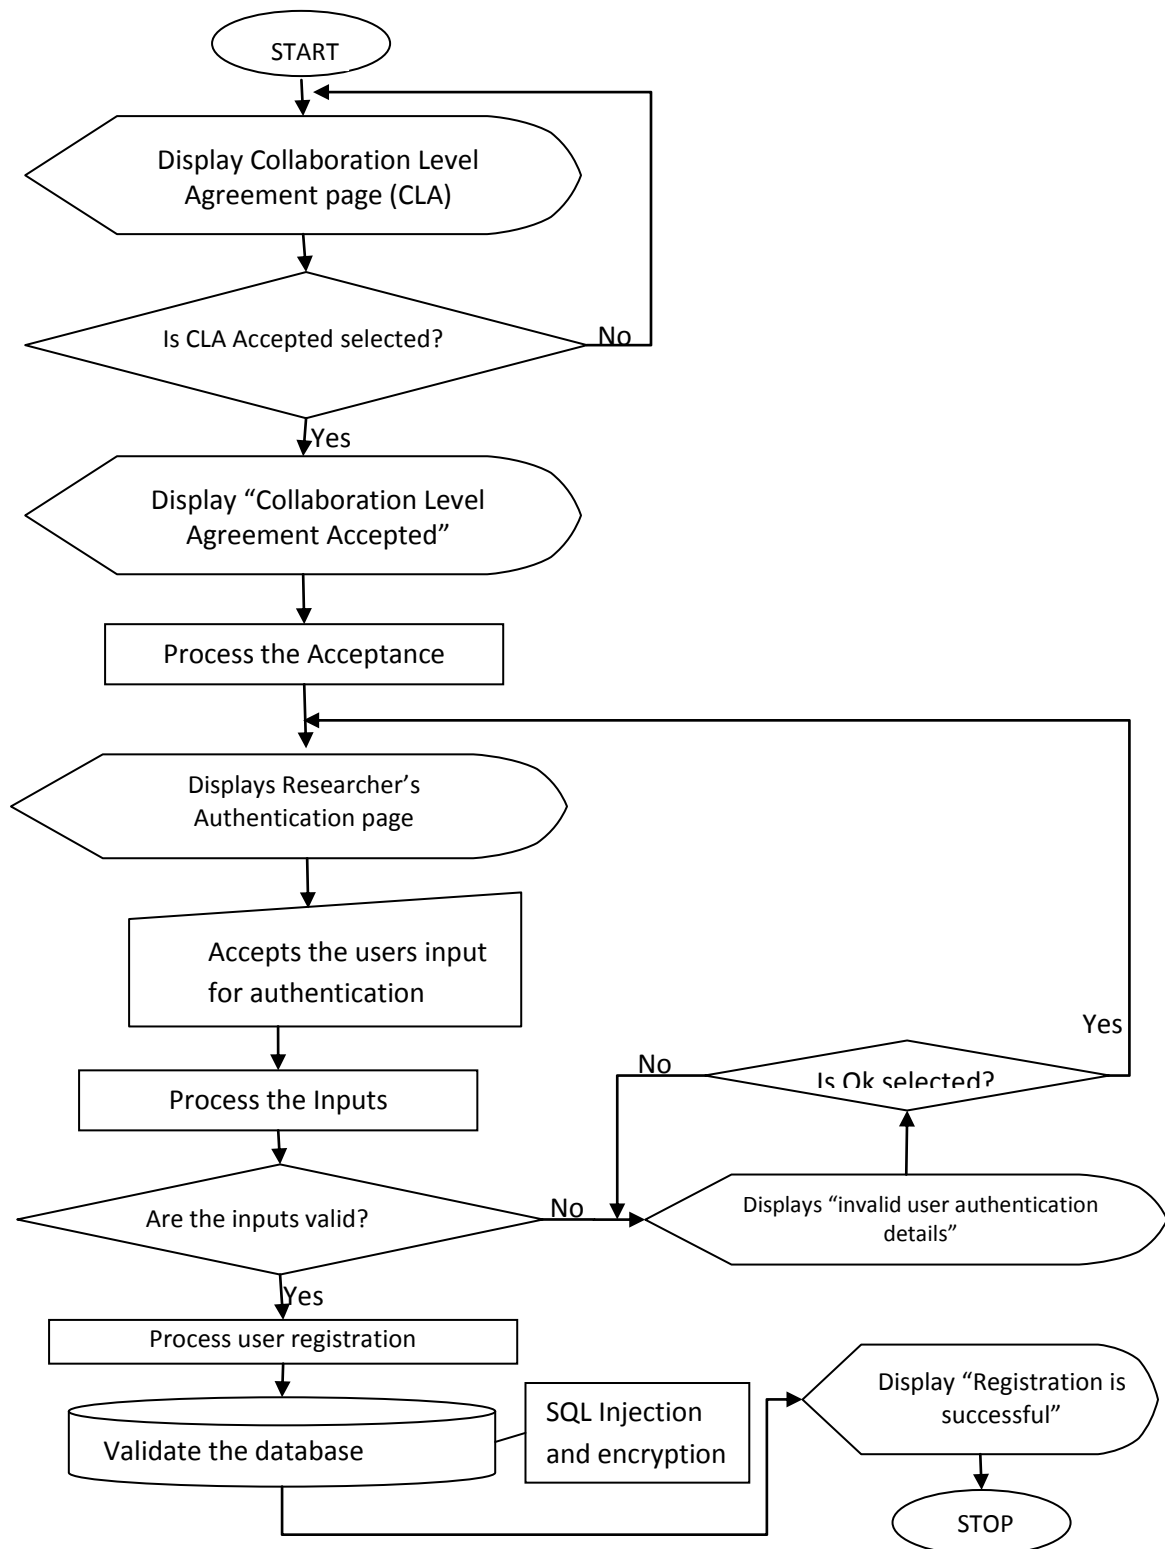 START
Display Collaboration Level
Agreement page (CLA)
Is CLA Accepted selected?
No
Yes
Display “Collaboration Level
Agreement Accepted”
Process the Acceptance
Displays Researcher’s
Authentication page
Accepts the users input
for authentication
Yes
No
Is Ok selected?
Process the Inputs
Are the inputs valid?
No
Displays “invalid user authentication
details”
Yes
Process user registration
Validate the database
SQL Injection
and encryption
Display “Registration is
successful”
STOP